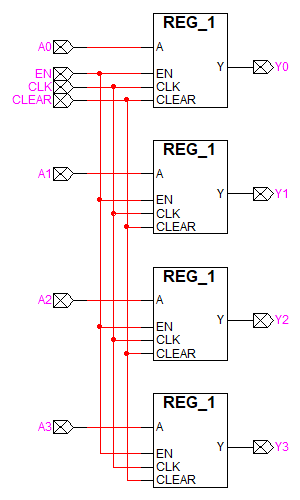 REG_1
A0 A Y Y0
EN EN
CLK CLK
CLEAR CLEAR
REG_1
A1 A Y Y1
EN
CLK
CLEAR
REG_1
A2 A Y Y2
EN
CLK
CLEAR
REG_1
A3 A Y Y3
EN
CLK
CLEAR